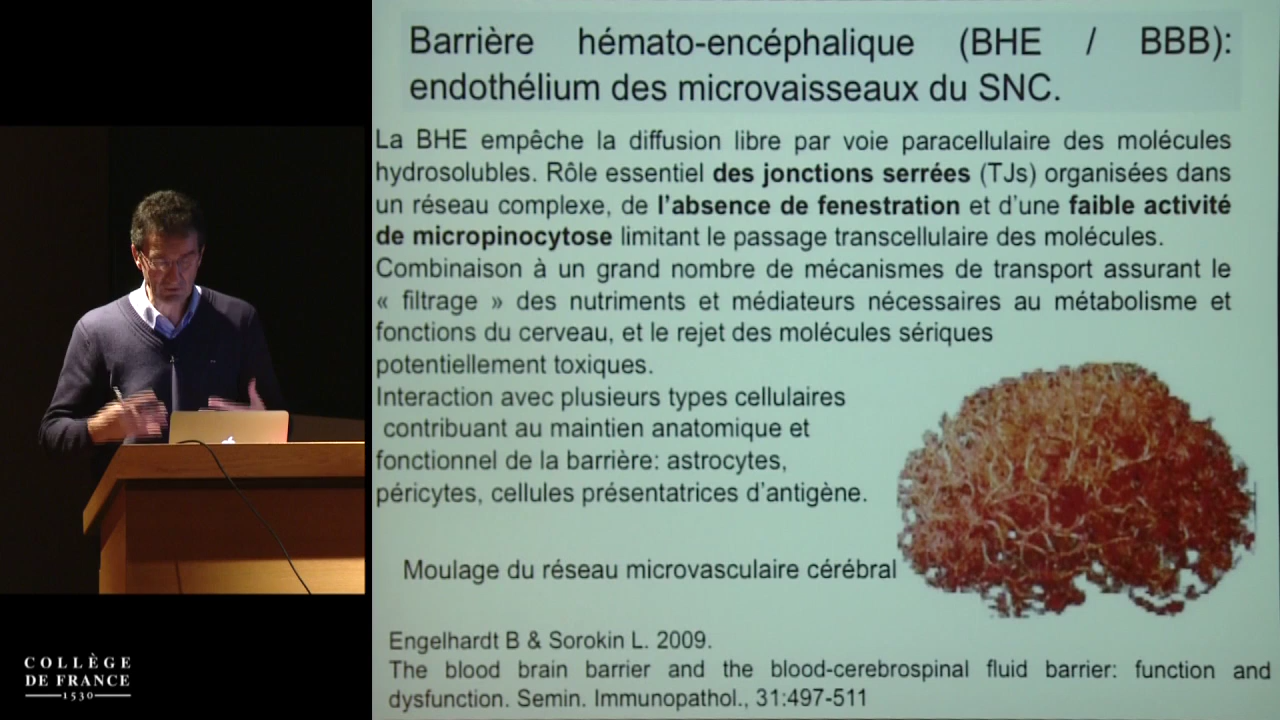 Barrière hémato-encéphalique (BHE / BBB):
endothélium des microvaisseaux du SNC.
La BHE empêche la diffusion libre par voie paracellulaire des molécules
hydrosolubles. Rôle essentiel des jonctions serrées (TJs) organisées dans
un réseau complexe, de l'absence de fenestration et d'une faible activité
de micropinocytose limitant le passage transcellulaire des molécules.
Combinaison à un grand nombre de mécanismes de transport assurant le
« filtrage » des nutriments et médiateurs nécessaires au métabolisme et
fonctions du cerveau, et le rejet des molécules sériques
potentiellement toxiques.
Interaction avec plusieurs types cellulaires
contribuant au maintien anatomique et
fonctionnel de la barrière: astrocytes,
péricytes, cellules présentatrices d'antigène.
Moulage du réseau microvasculaire cérébral
Engelhardt B & Sorokin L. 2009.
The blood brain barrier and the blood-cerebrospinal fluid barrier: function and
dysfunction. Semin. Immunopathol., 31:497-511
COLLÈGE
DE FRANCE
1530